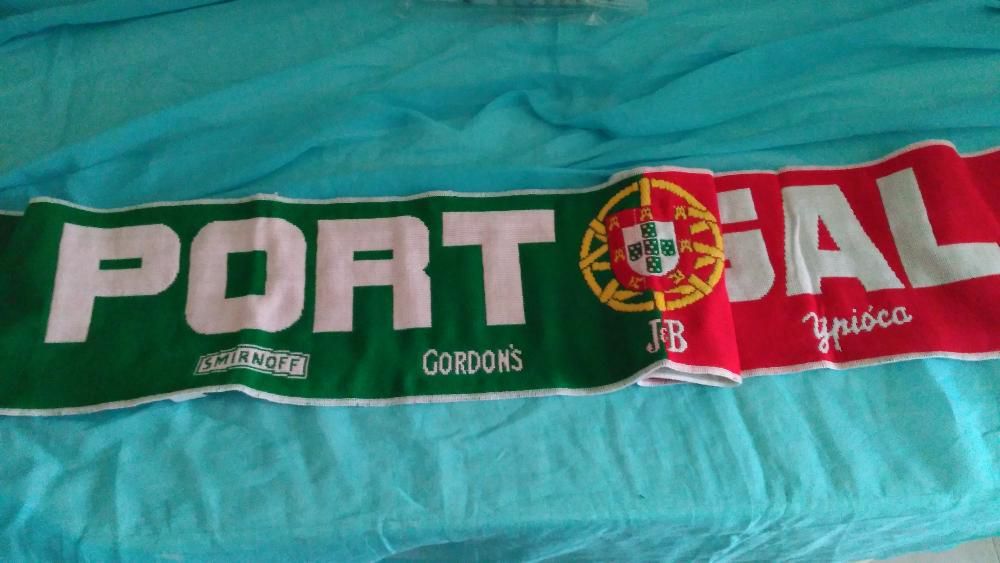 PORT GAL
SMIRNOFF
GORDON'S
J&B
Ypióca